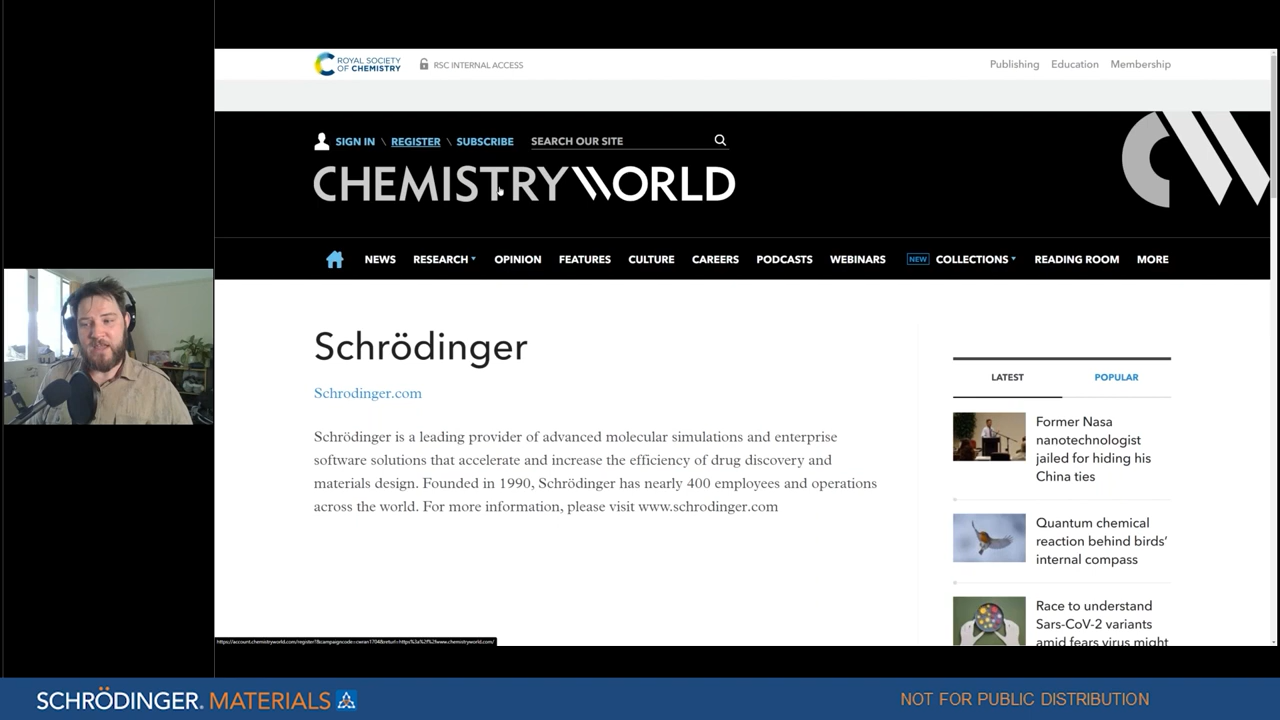 ROYAL SOCIETY
OF CHEMISTRY
RSC INTERNAL ACCESS
Publishing Education Membership
SIGN IN \ REGISTER \ SUBSCRIBE SEARCH OUR SITE
CHEMISTRYWORLD
NEWS RESEARCH OPINION FEATURES CULTURE CAREERS PODCASTS WEBINARS NEW COLLECTIONS READING ROOM MORE
Schrödinger
Schrodinger.com
Schrödinger is a leading provider of advanced molecular simulations and enterprise
software solutions that accelerate and increase the efficiency of drug discovery and
materials design. Founded in 1990, Schrödinger has nearly 400 employees and operations
across the world. For more information, please visit www.schrodinger.com
LATEST POPULAR
Former Nasa
nanotechnologist
jailed for hiding his
China ties
Quantum chemical
reaction behind birds’
internal compass
Race to understand
Sars-CoV-2 variants
amid fears virus might
SCHRÖDINGER. MATERIALS
NOT FOR PUBLIC DISTRIBUTION